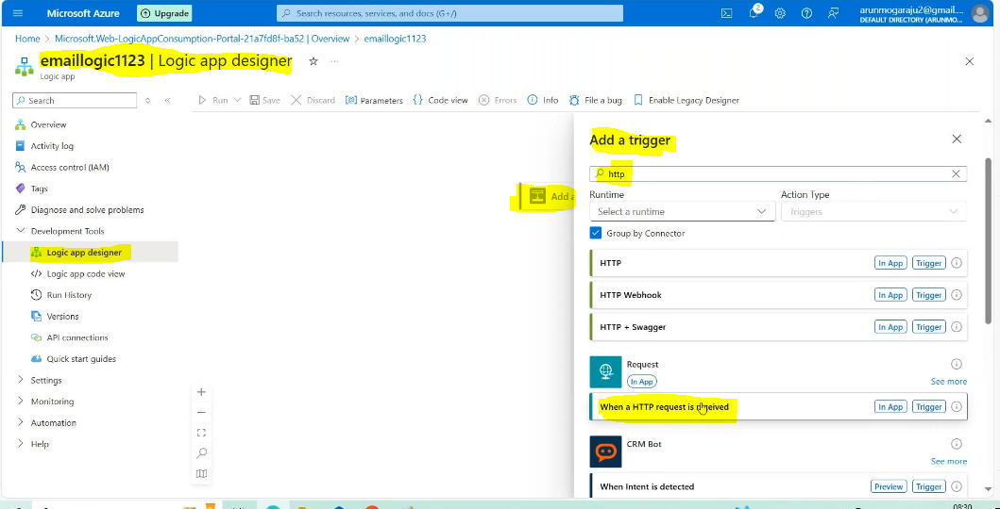 Microsoft Azure
Upgrade
Search resources, services, and docs (G+/)
2
arunmogaraju2@gmail....
DEFAULT DIRECTORY (ARUNMO...
Home > Microsoft.Web-LogicAppConsumption-Portal-21a7fd8f-ba52 | Overview > emaillogic1123
emaillogic1123 | Logic app designer
Logic app
Search
Run
Save
Discard
Parameters
Code view
Errors
Info
File a bug
Enable Legacy Designer
Overview
Activity log
Access control (IAM)
Tags
Diagnose and solve problems
Development Tools
Logic app designer
Logic app code view
Run History
Versions
API connections
Quick start guides
Settings
Monitoring
Automation
Help
Add a
Add a trigger
http
Runtime
Action Type
Select a runtime
Triggers
Group by Connector
HTTP
In App
Trigger
HTTP Webhook
In App
Trigger
HTTP + Swagger
In App
Trigger
Request
In App
See more
When a HTTP request is received
In App
Trigger
CRM Bot
See more
When Intent is detected
Preview
Trigger
08:30